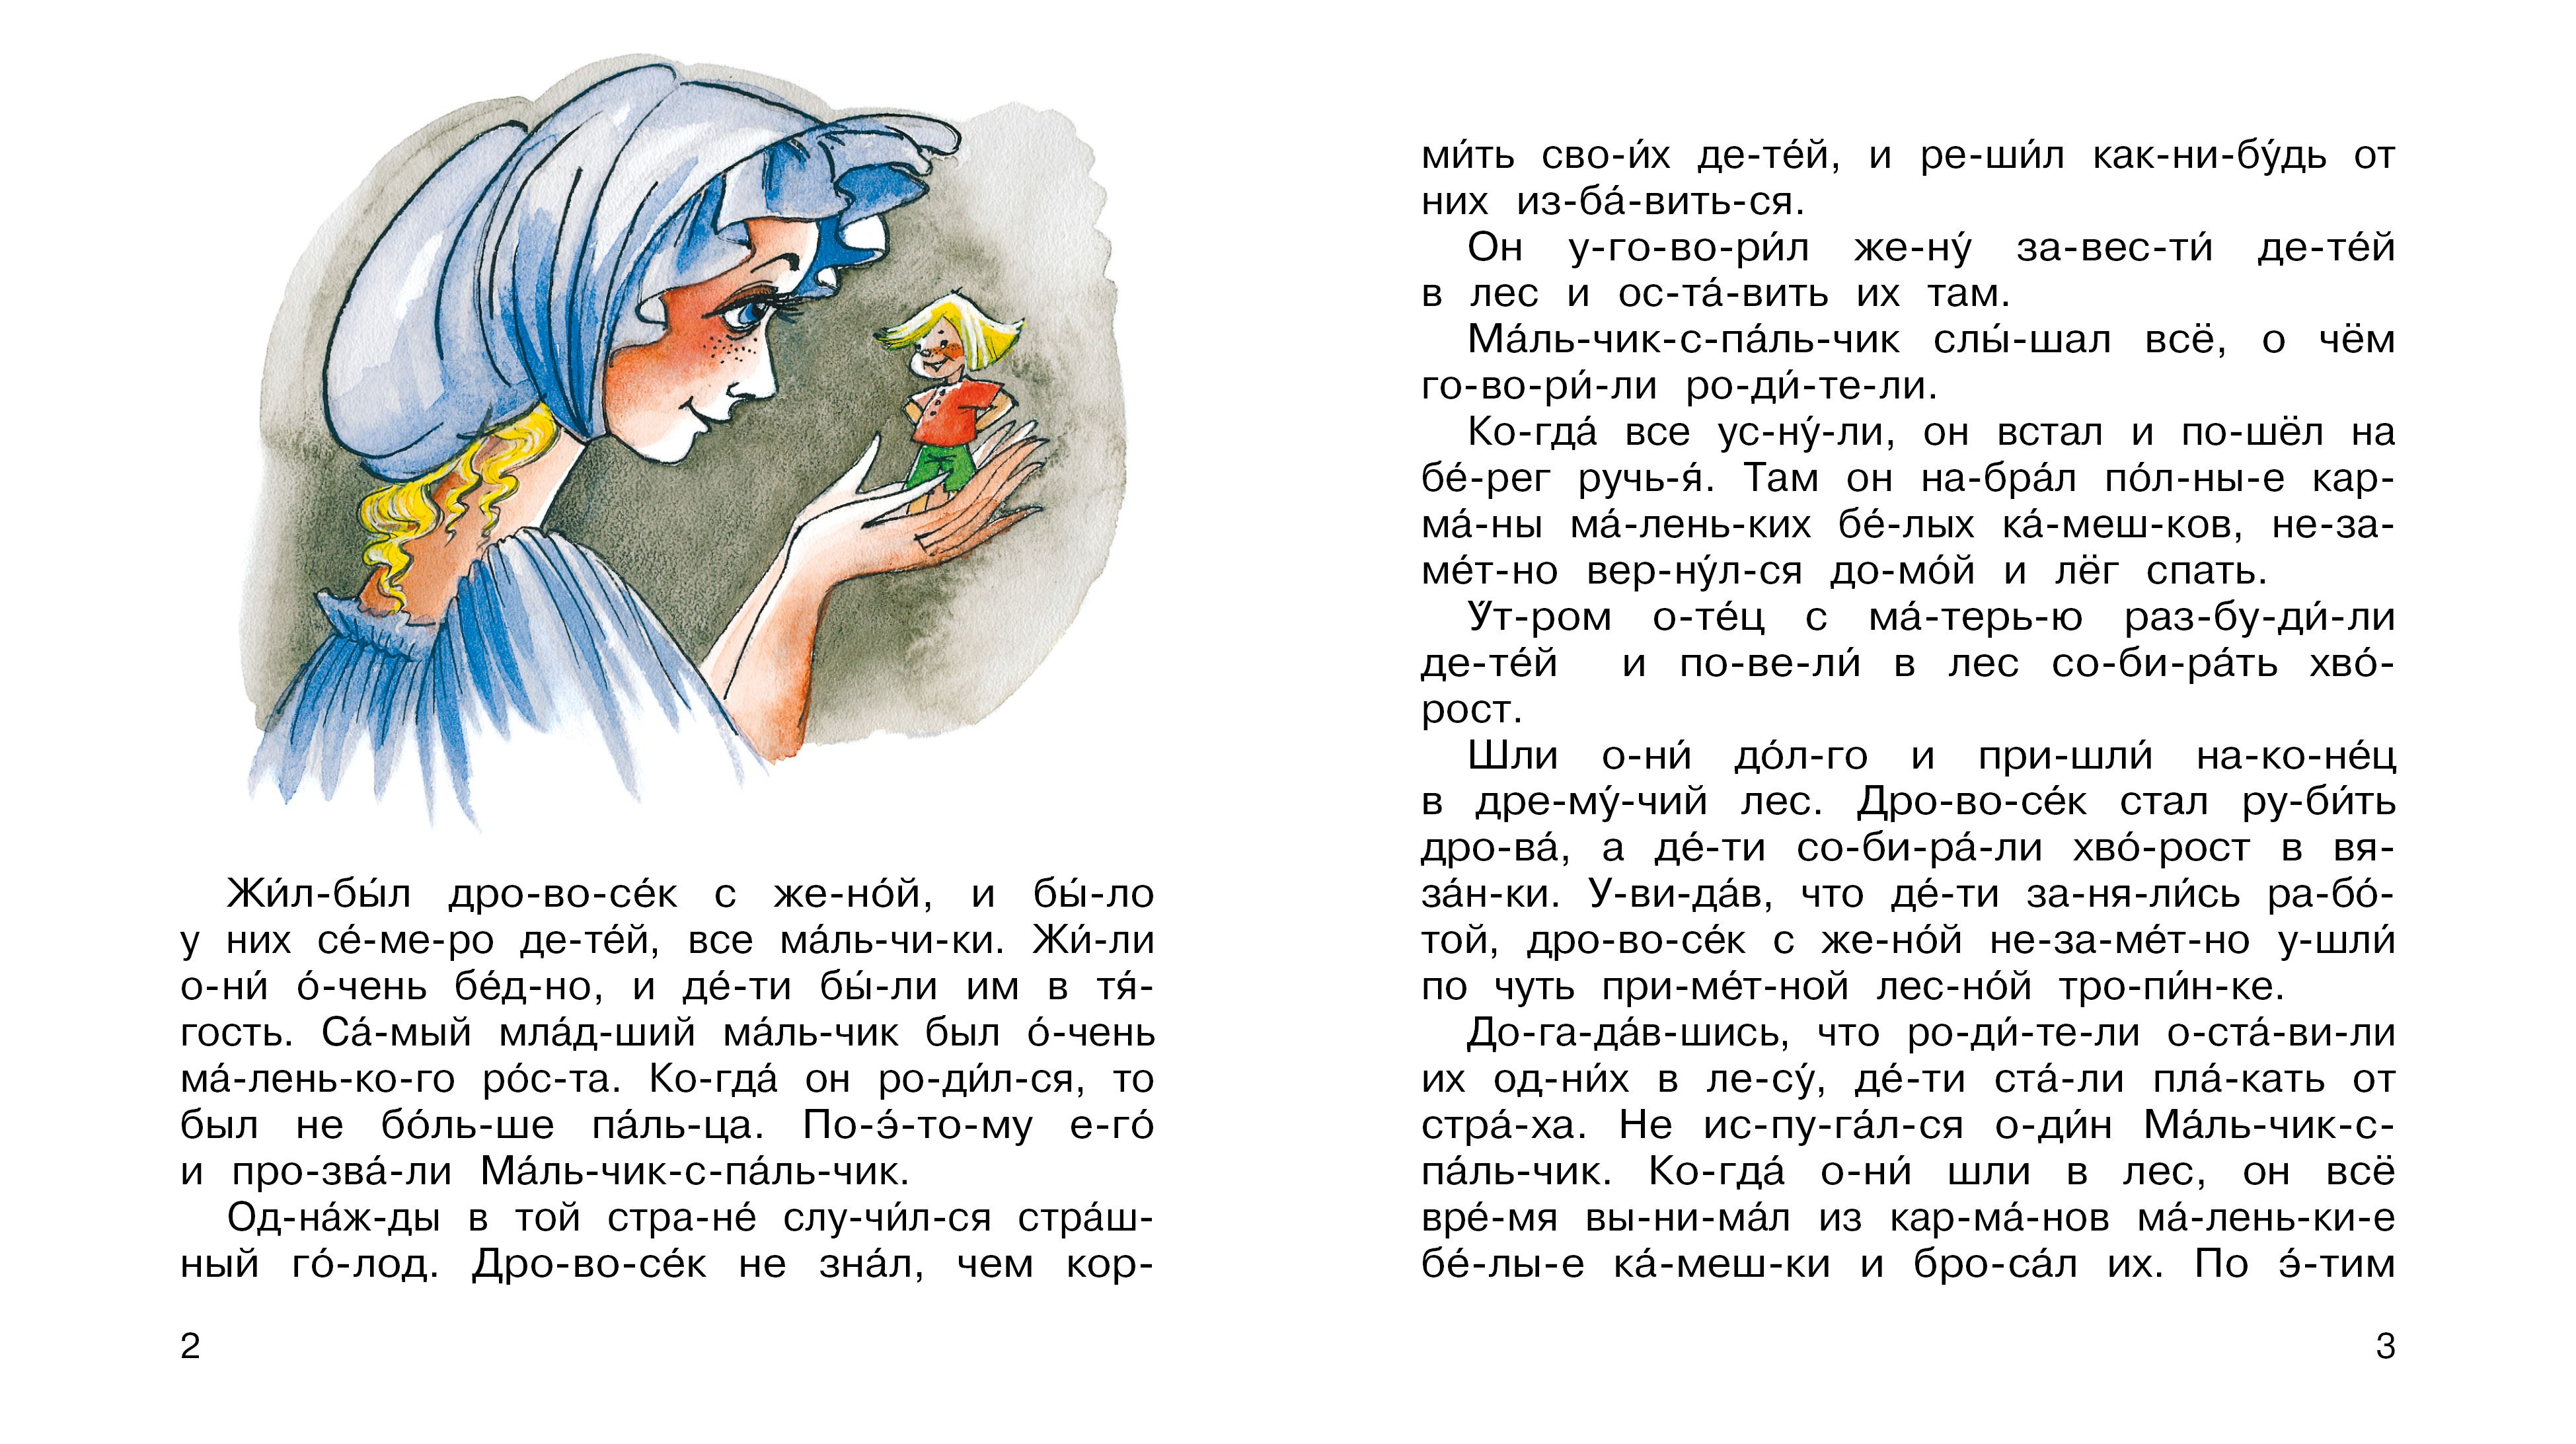 Жи́л-бы́л дро-во-се́к с же-но́й, и бы́-ло
у них се́-ме-ро де-те́й, все ма́ль-чи-ки. Жи́-ли
о-ни́ о́-чень бе́д-но, и де́-ти бы́-ли им в тя́-
гость. Са́-мый мла́д-ший ма́ль-чик был о́-чень
ма́-лень-ко-го ро́с-та. Ко-гда́ он ро-ди́л-ся, то
был не бо́ль-ше па́ль-ца. По-э́-то-му е-го́
и про-зва́-ли Ма́ль-чик-с-па́ль-чик.
Од-на́ж-ды в той стра-не́ слу-чи́л-ся стра́ш-
ный го́-лод. Дро-во-се́к не зна́л, чем кор-
2
ми́ть сво-и́х де-те́й, и ре-ши́л как-ни-бу́дь от
них из-ба́-вить-ся.
Он у-го-во-ри́л же-ну́ за-вес-ти́ де-те́й
в лес и ос-та́-вить их там.
Ма́ль-чик-с-па́ль-чик слы́-шал всё, о чём
го-во-ри́-ли ро-ди́-те-ли.
Ко-гда́ все ус-ну́-ли, он встал и по-шёл на
бе́-рег ручь-я́. Там он на-бра́л по́л-ны-е кар-
ма́-ны ма́-лень-ких бе́-лых ка́-меш-ков, не-за-
ме́т-но вер-ну́л-ся до-мо́й и лёг спать.
У́т-ром о-те́ц с ма́-терь-ю раз-бу-ди́-ли
де-те́й и по-ве-ли́ в лес со-би-ра́ть хво́-
рост.
Шли о-ни́ до́л-го и при-шли́ на-ко-не́ц
в дре-му́-чий лес. Дро-во-се́к стал ру-би́ть
дро-ва́, а де́-ти со-би-ра́-ли хво́-рост в вя-
за́н-ки. У-ви-да́в, что де́-ти за-ня-ли́сь ра-бо́-
той, дро-во-се́к с же-но́й не-за-ме́т-но у-шли́
по чуть при-ме́т-ной лес-но́й тро-пи́н-ке.
До-га-да́в-шись, что ро-ди́-те-ли о-ста́-ви-ли
их од-ни́х в ле-су́, де́-ти ста́-ли пла́-кать от
стра́-ха. Не ис-пу-га́л-ся о-ди́н Ма́ль-чик-с-
па́ль-чик. Ко-гда́ о-ни́ шли в лес, он всё
вре́-мя вы-ни-ма́л из кар-ма́-нов ма́-лень-ки-е
бе́-лы-е ка́-меш-ки и бро-са́л их. По э́-тим
3